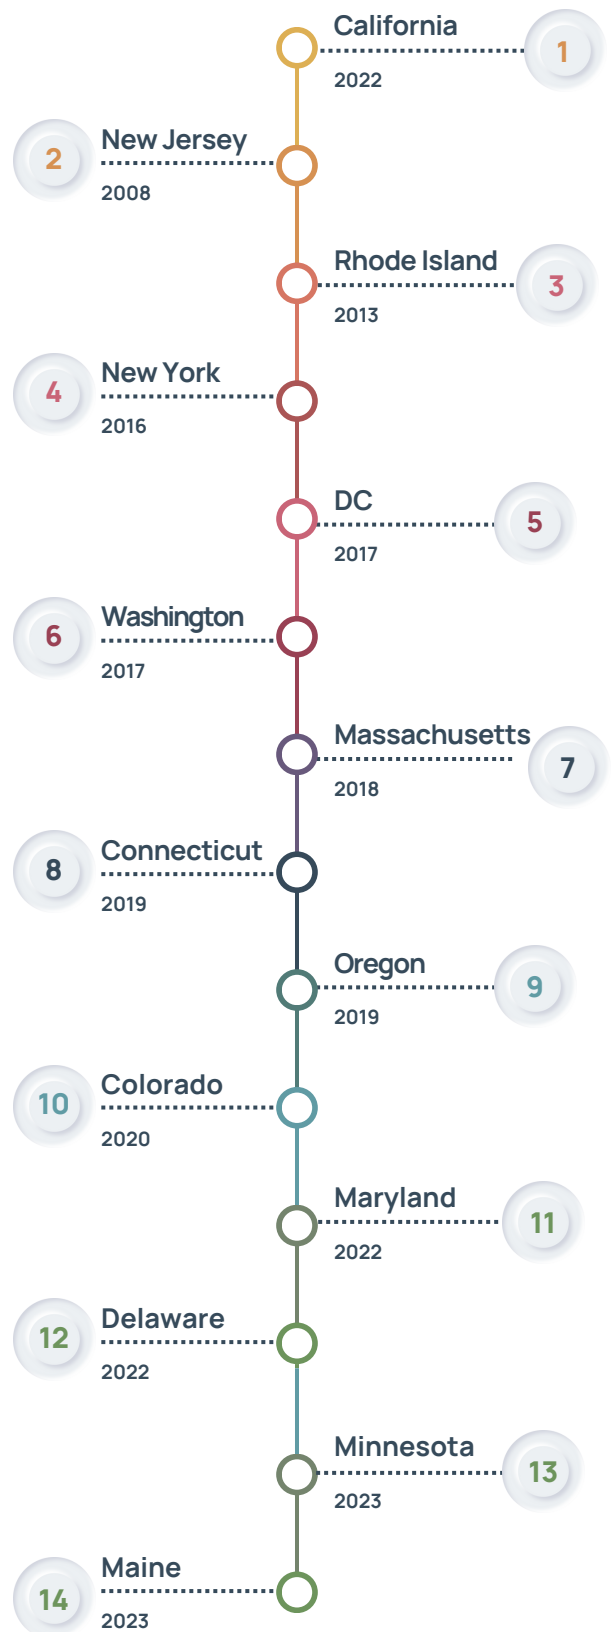 California
1
2022
New Jersey
2
2008
Rhode Island
3
2013
New York
4
2016
DC
5
2017
Washington
6
2017
Massachusetts
7
2018
Connecticut
8
2019
Oregon
9
2019
Colorado
10
2020
Maryland
11
2022
Delaware
12
2022
Minnesota
13
2023
Maine
14
2023